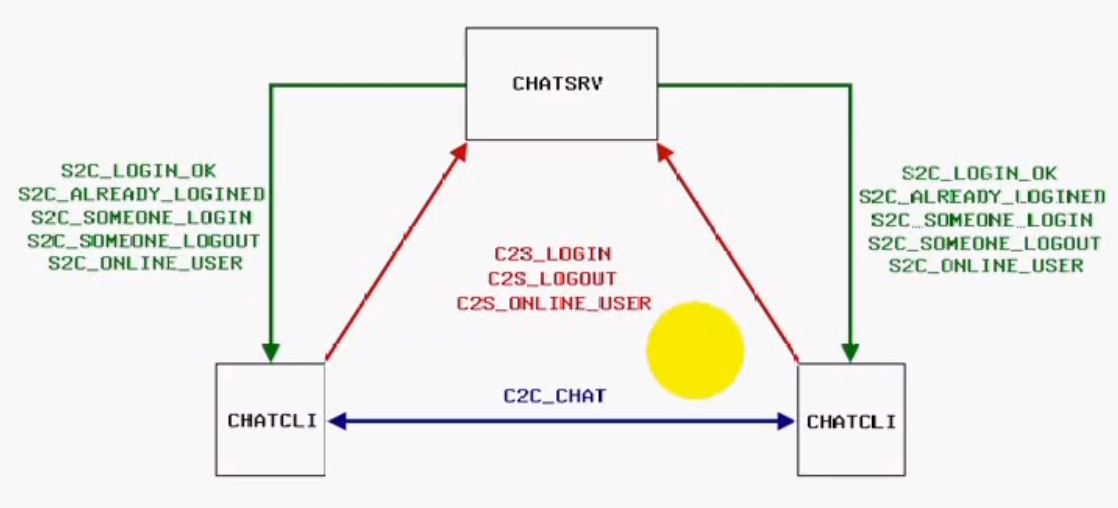 CHATSRV
S2C_LOGIN_OK
S2C_ALREADY_LOGINED
S2C_SOMEONE_LOGIN
S2C_SOMEONE_LOGOUT
S2C_ONLINE_USER
S2C_LOGIN_OK
S2C_ALREADY_LOGINED
S2C_SOMEONE_LOGIN
S2C_SOMEONE_LOGOUT
S2C_ONLINE_USER
C2S_LOGIN
C2S_LOGOUT
C2S_ONLINE_USER
C2C_CHAT
CHATCLI
CHATCLI